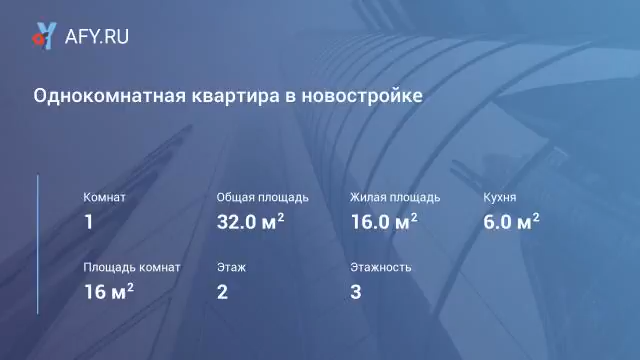 AFY.RU
Однокомнатная квартира в новостройке
Комнат Общая площадь Жилая площадь Кухня
1 32.0 м² 16.0 м² 6.0 м²
Площадь комнат Этаж Этажность
16 м² 2 3